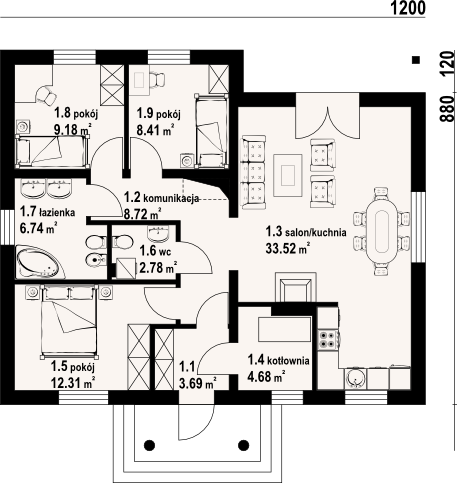 1200
120
880
1.8 pokój
9.18 m²
1.9 pokój
8.41 m²
1.2 komunikacja
8.72 m²
1.7 łazienka
6.74 m²
1.3 salon/kuchnia
33.52 m²
1.6 wc
2.78 m²
1.5 pokój
12.31 m²
1.1
3.69 m²
1.4 kotłownia
4.68 m²